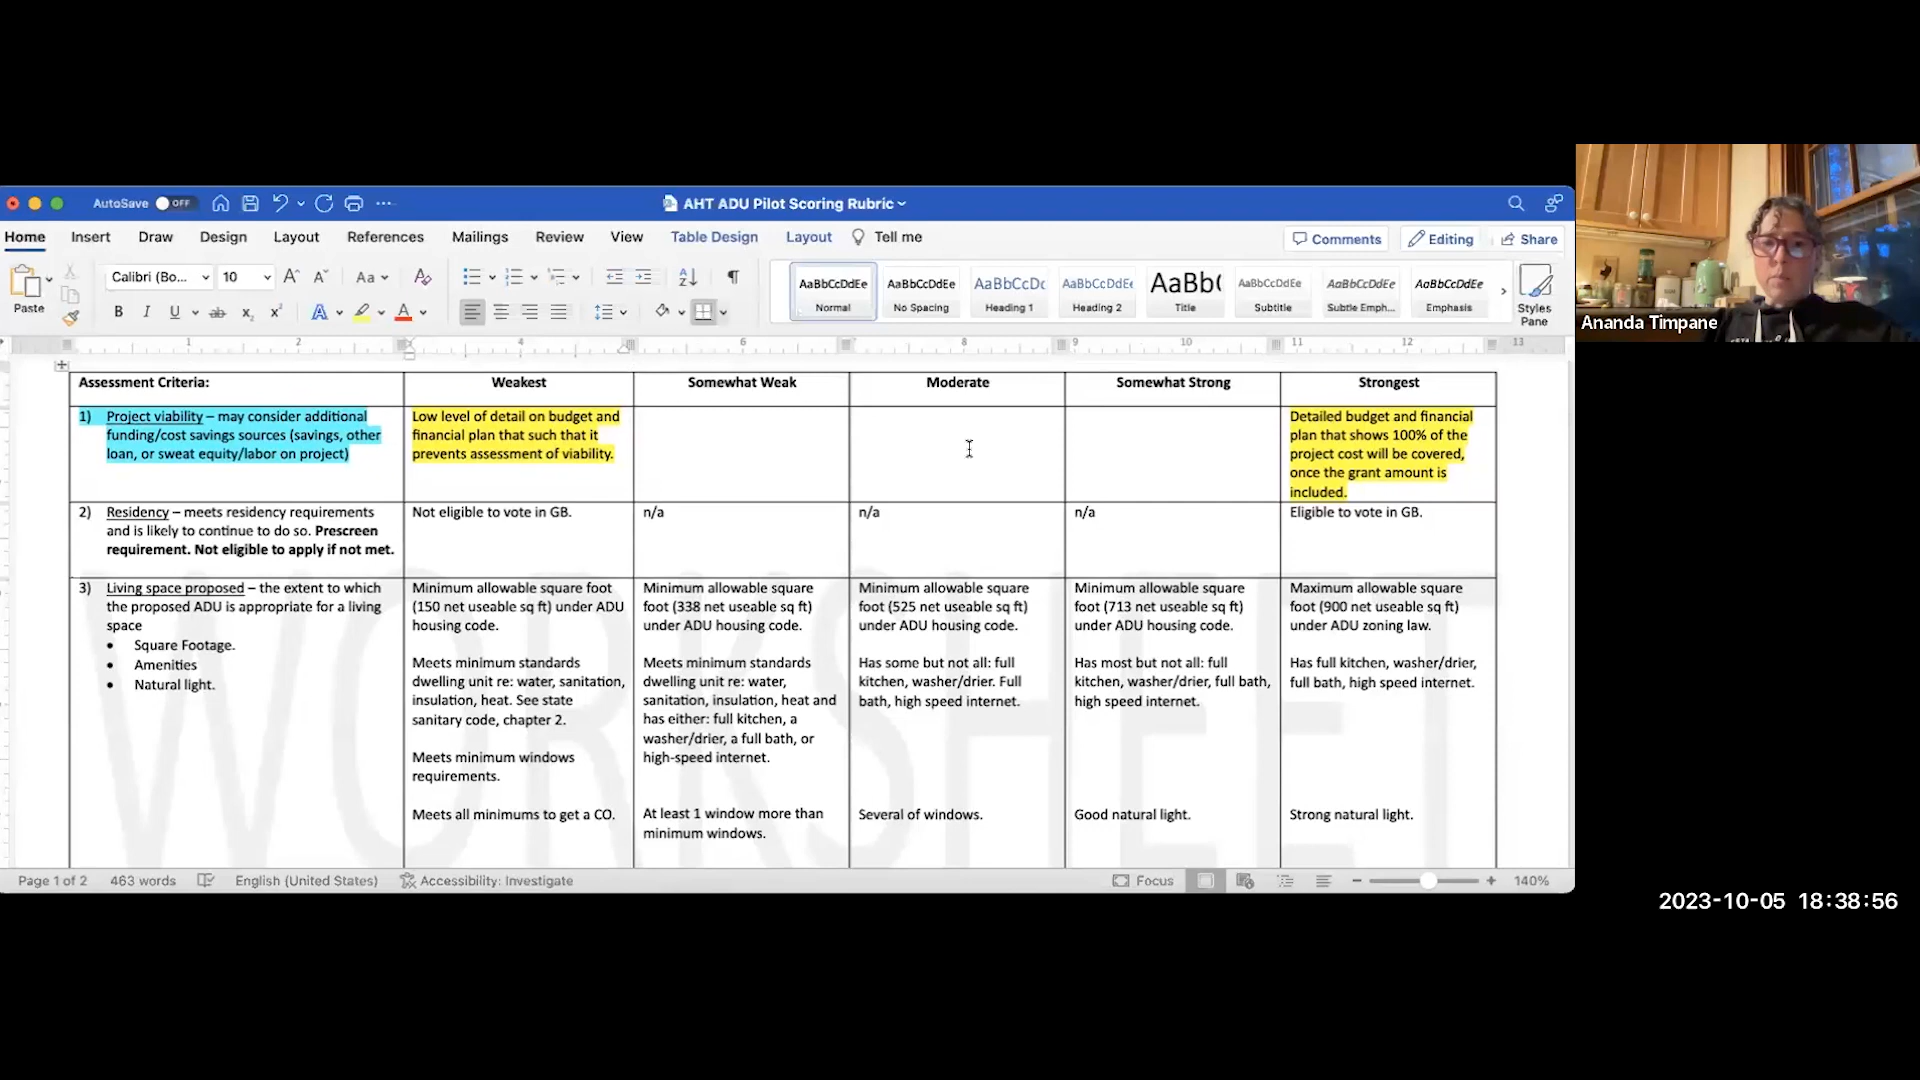 AutoSave OFF
AHT ADU Pilot Scoring Rubric
Home Insert Draw Design Layout References Mailings Review View Table Design Layout Tell me
Comments Editing Share
Paste
Calibri (Bo... 10
AaBbCcDdEe AaBbCcDdEe AaBbCcDc AaBbCcDdEe AaBb( AaBbCcDdEe AaBbCcDdEe AaBbCcDdEe
Normal No Spacing Heading 1 Heading 2 Title Subtitle Subtle Emph... Emphasis
Styles
Pane
Ananda Timpane
1 2 4 6 7 8 9 10 11 12 13
Assessment Criteria: Weakest Somewhat Weak Moderate Somewhat Strong Strongest
1) Project viability – may consider additional
funding/cost savings sources (savings, other
loan, or sweat equity/labor on project)
Low level of detail on budget and
financial plan that such that it
prevents assessment of viability.
Detailed budget and financial
plan that shows 100% of the
project cost will be covered,
once the grant amount is
included.
2) Residency – meets residency requirements
and is likely to continue to do so. Prescreen
requirement. Not eligible to apply if not met.
Not eligible to vote in GB.
n/a
n/a
n/a
Eligible to vote in GB.
3) Living space proposed – the extent to which
the proposed ADU is appropriate for a living
space
• Square Footage.
• Amenities
• Natural light.
Minimum allowable square foot
(150 net useable sq ft) under ADU
housing code.
Meets minimum standards
dwelling unit re: water, sanitation,
insulation, heat. See state
sanitary code, chapter 2.
Meets minimum windows
requirements.
Meets all minimums to get a CO.
Minimum allowable square
foot (338 net useable sq ft)
under ADU housing code.
Meets minimum standards
dwelling unit re: water,
sanitation, insulation, heat and
has either: full kitchen, a
washer/drier, a full bath, or
high-speed internet.
At least 1 window more than
minimum windows.
Minimum allowable square
foot (525 net useable sq ft)
under ADU housing code.
Has some but not all: full
kitchen, washer/drier. Full
bath, high speed internet.
Several of windows.
Minimum allowable square
foot (713 net useable sq ft)
under ADU housing code.
Has most but not all: full
kitchen, washer/drier, full bath,
high speed internet.
Good natural light.
Maximum allowable square
foot (900 net useable sq ft)
under ADU zoning law.
Has full kitchen, washer/drier,
full bath, high speed internet.
Strong natural light.
WORKSHEET
Page 1 of 2 463 words English (United States) Accessibility: Investigate Focus 140%
2023-10-05 18:38:56